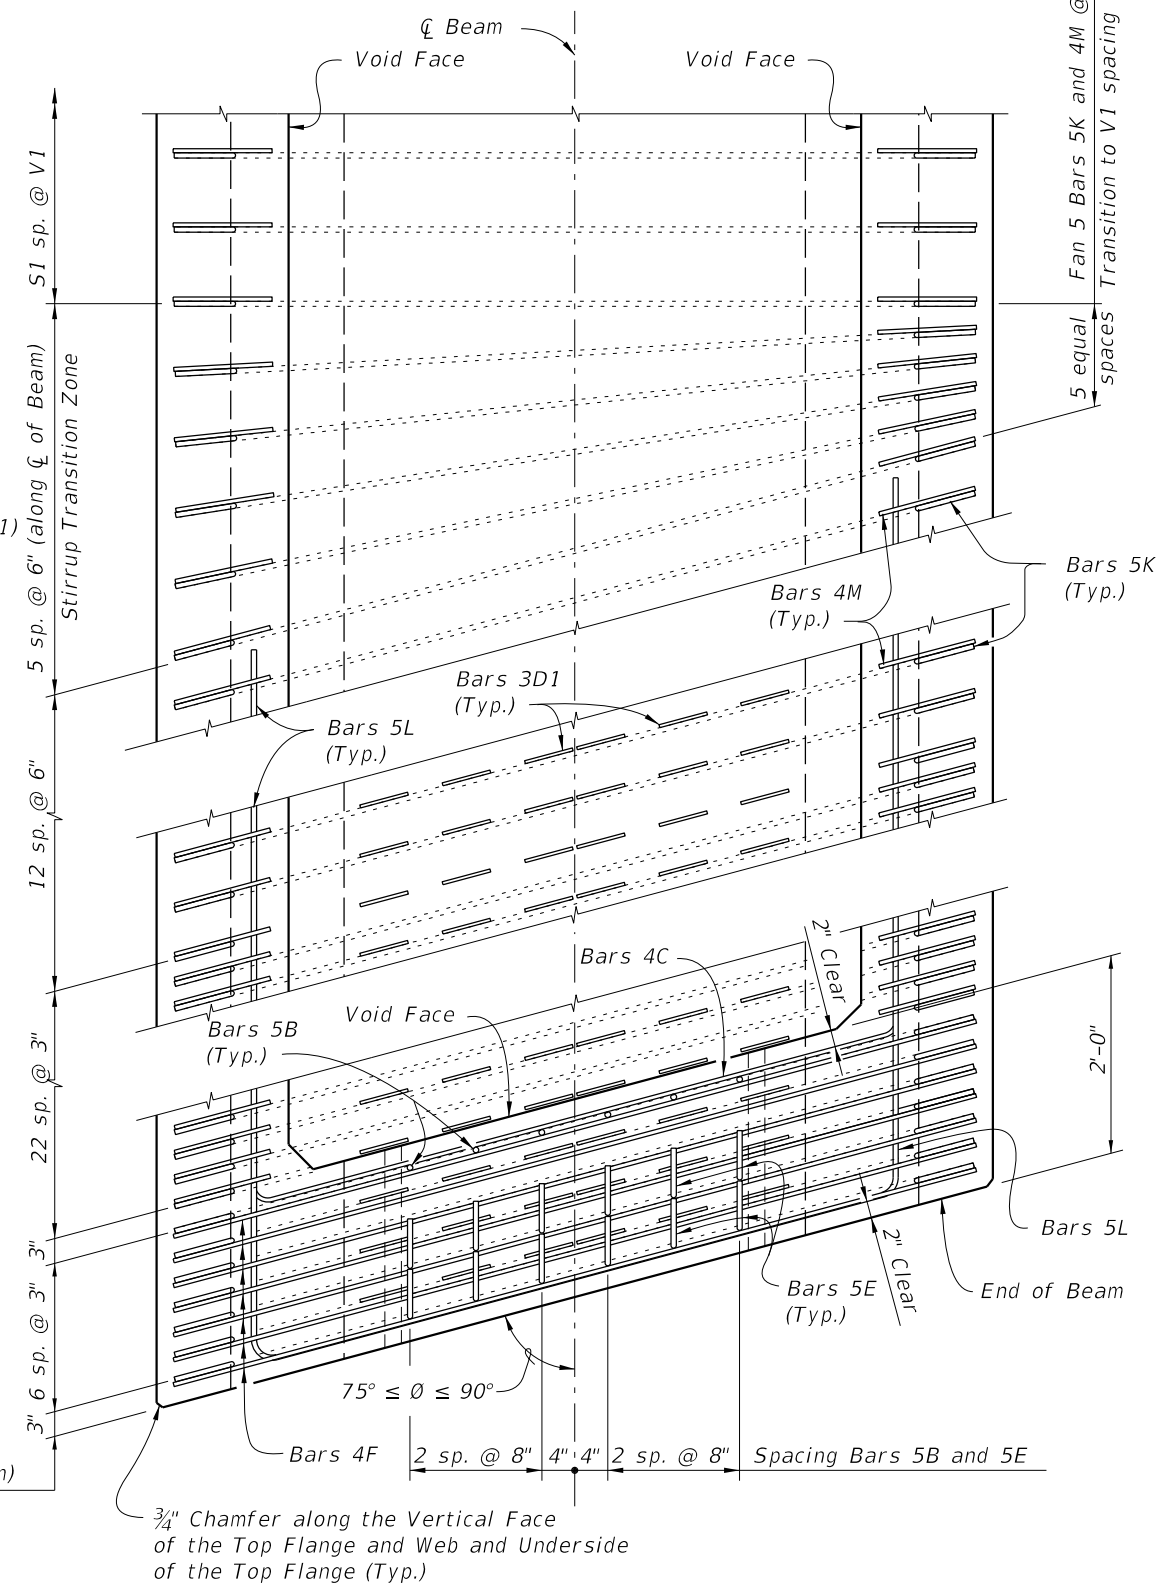 ℄ Beam
Void Face
Void Face
Fan 5 Bars 5K and 4M @
Transition to V1 spacing
5 equal
spaces
S1 sp. @ V1
5 sp. @ 6" (along ℄ of Beam)
Stirrup Transition Zone
1)
Bars 5K
(Typ.)
Bars 4M
(Typ.)
Bars 3D1
(Typ.)
Bars 5L
(Typ.)
12 sp. @ 6"
2" Clear
Bars 4C
Void Face
Bars 5B
(Typ.)
2'-0"
22 sp. @ 3"
3"
6 sp. @ 3"
3"
Bars 5L
2" Clear
Bars 5E
(Typ.)
End of Beam
75° ≤ Ø ≤ 90°
Bars 4F
2 sp. @ 8"
4"
4"
2 sp. @ 8"
Spacing Bars 5B and 5E
¾" Chamfer along the Vertical Face
of the Top Flange and Web and Underside
of the Top Flange (Typ.)